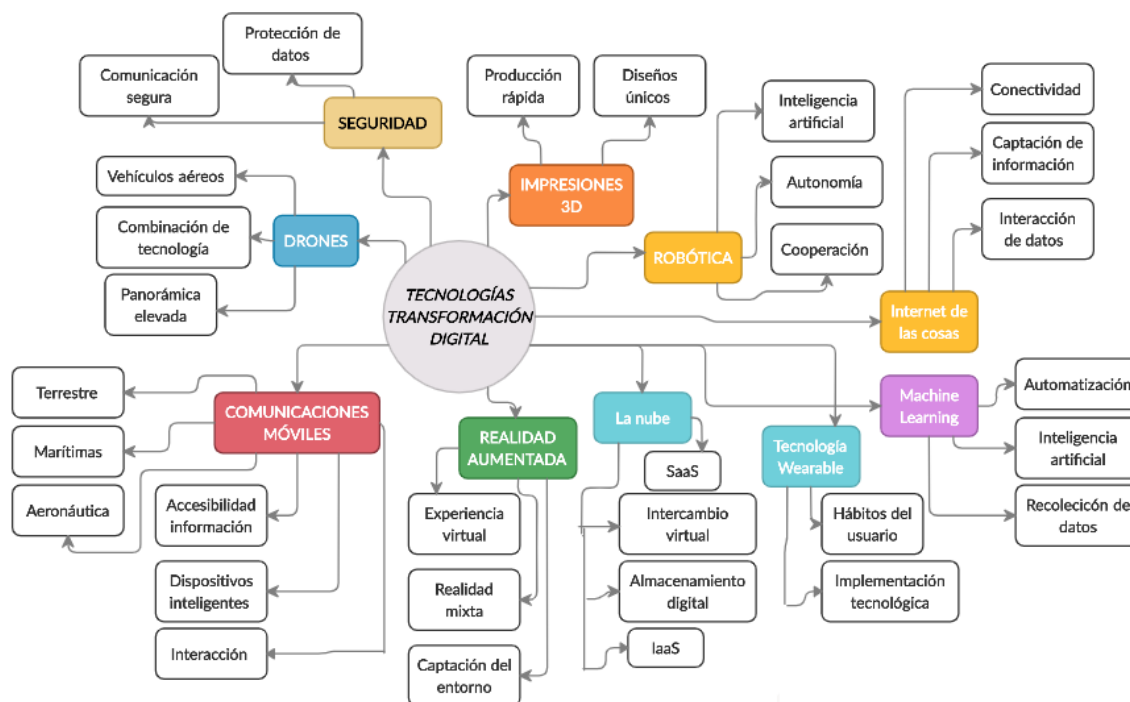 Protección de
datos
Comunicación
segura
SEGURIDAD
Producción
rápida
Diseños
únicos
IMPRESIONES
3D
Inteligencia
artificial
Autonomía
Cooperación
ROBÓTICA
Conectividad
Captación de
información
Interacción
de datos
Internet de
las cosas
Vehículos aéreos
Combinación de
tecnología
Panorámica
elevada
DRONES
TECNOLOGÍAS
TRANSFORMACIÓN
DIGITAL
Terrestre
Marítimas
Aeronáutica
COMUNICACIONES
MÓVILES
Accesibilidad
información
Dispositivos
inteligentes
Interacción
REALIDAD
AUMENTADA
Experiencia
virtual
Realidad
mixta
Captación del
entorno
La nube
SaaS
Intercambio
virtual
Almacenamiento
digital
IaaS
Tecnología
Wearable
Hábitos del
usuario
Implementación
tecnológica
Machine
Learning
Automatización
Inteligencia
artificial
Recoleción de
datos